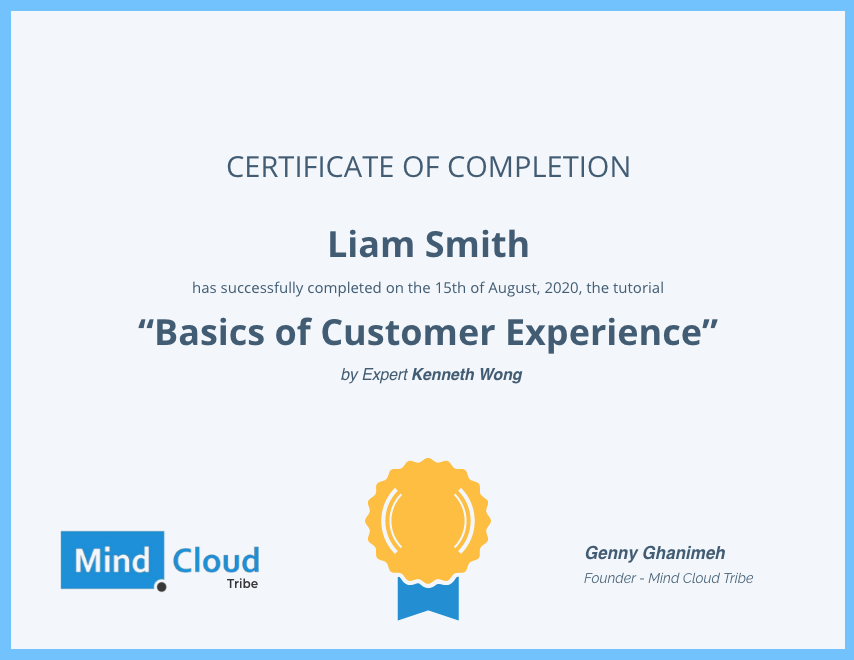 CERTIFICATE OF COMPLETION
Liam Smith
has successfully completed on the 15th of August, 2020, the tutorial
“Basics of Customer Experience”
by Expert Kenneth Wong
Mind Cloud
Tribe
Genny Ghanimeh
Founder - Mind Cloud Tribe